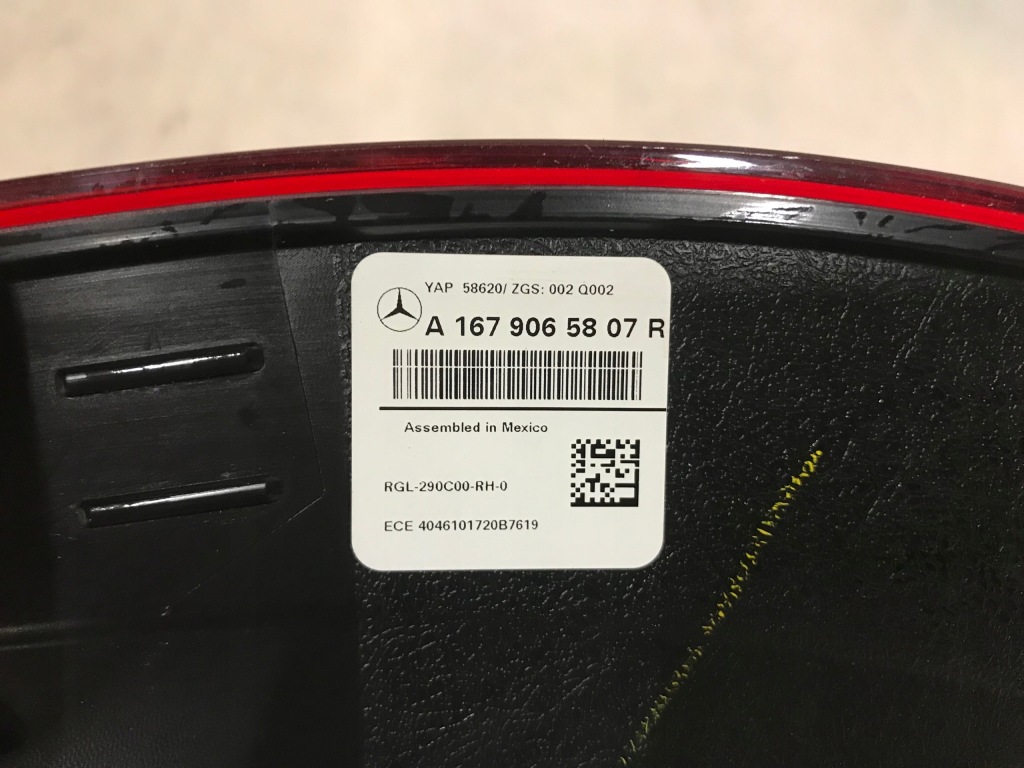 YAP 58620/ ZGS: 002 Q002
A 167 906 58 07 R
Assembled in Mexico
RGL-290C00-RH-0
ECE 4046101720B7619